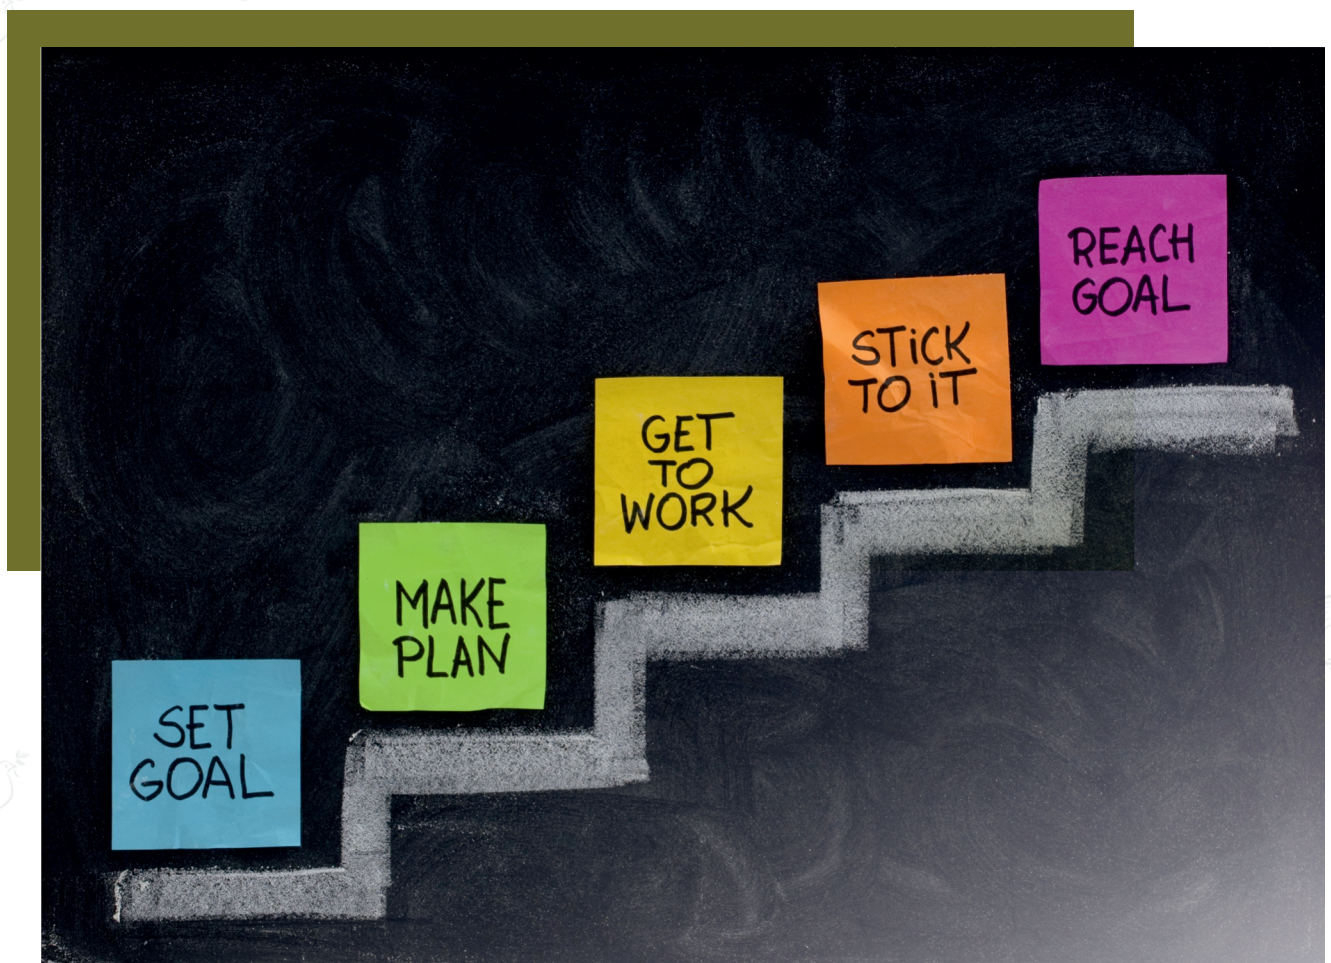 SET
GOAL
MAKE
PLAN
GET
TO
WORK
STiCK
TO iT
REACH
GOAL